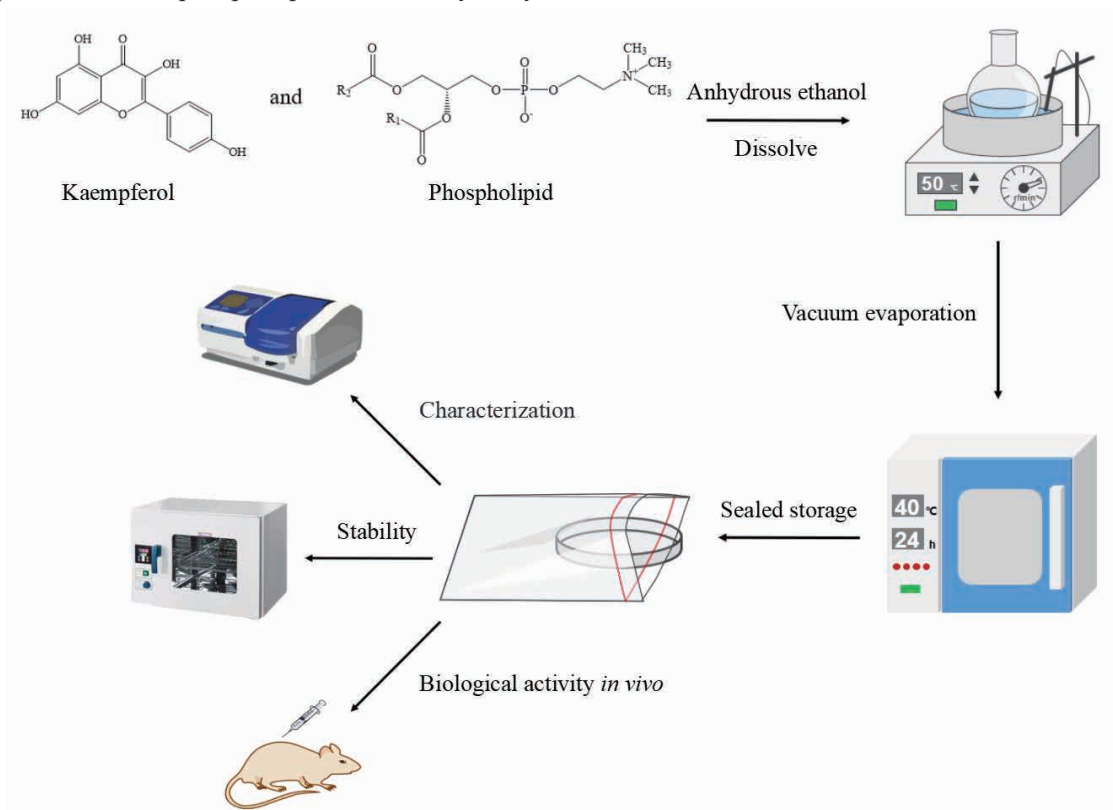 OH
O
OH
HO
O
OH
Kaempferol
and
O
R₂
O
O
P
O
O⁻
O
N⁺
CH₃
CH₃
CH₃
R₁
O
O
Phospholipid
Anhydrous ethanol
Dissolve
50 ℃
r/min
Vacuum evaporation
Characterization
40 ℃
24 h
Sealed storage
Stability
Biological activity in vivo